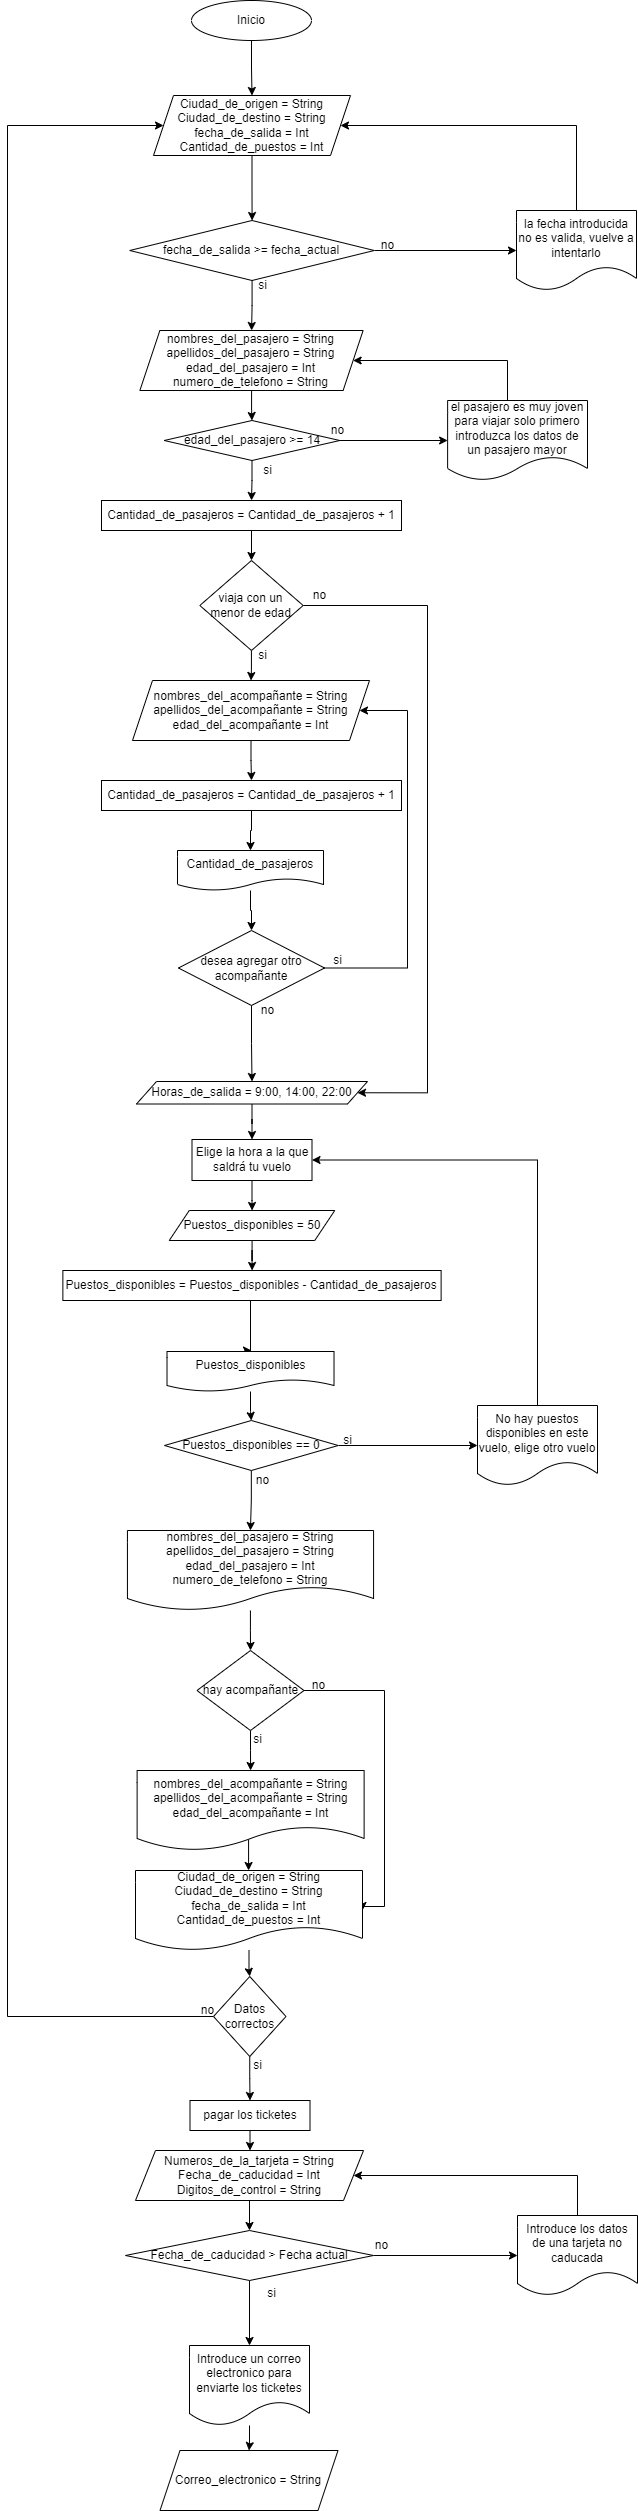 Inicio
Ciudad_de_origen = String
Ciudad_de_destino = String
fecha_de_salida = Int
Cantidad_de_puestos = Int
fecha_de_salida >= fecha_actual
no
la fecha introducida
no es valida, vuelve a
intentarlo
si
nombres_del_pasajero = String
apellidos_del_pasajero = String
edad_del_pasajero = Int
numero_de_telefono = String
edad_del_pasajero >= 14
no
el pasajero es muy joven
para viajar solo primero
introduzca los datos de
un pasajero mayor
si
Cantidad_de_pasajeros = Cantidad_de_pasajeros + 1
viaja con un
menor de edad
no
si
nombres_del_acompañante = String
apellidos_del_acompañante = String
edad_del_acompañante = Int
Cantidad_de_pasajeros = Cantidad_de_pasajeros + 1
Cantidad_de_pasajeros
desea agregar otro
acompañante
si
no
Horas_de_salida = 9:00, 14:00, 22:00
Elige la hora a la que
saldrá tu vuelo
Puestos_disponibles = 50
Puestos_disponibles = Puestos_disponibles - Cantidad_de_pasajeros
Puestos_disponibles
Puestos_disponibles == 0
si
No hay puestos
disponibles en este
vuelo, elige otro vuelo
no
nombres_del_pasajero = String
apellidos_del_pasajero = String
edad_del_pasajero = Int
numero_de_telefono = String
hay acompañante
no
si
nombres_del_acompañante = String
apellidos_del_acompañante = String
edad_del_acompañante = Int
Ciudad_de_origen = String
Ciudad_de_destino = String
fecha_de_salida = Int
Cantidad_de_puestos = Int
no
Datos
correctos
si
pagar los tickets
Numeros_de_la_tarjeta = String
Fecha_de_caducidad = Int
Digitos_de_control = String
Fecha_de_caducidad > Fecha actual
no
Introduce los datos
de una tarjeta no
caducada
si
Introduce un correo
electronico para
enviarte los tickets
Correo_electronico = String